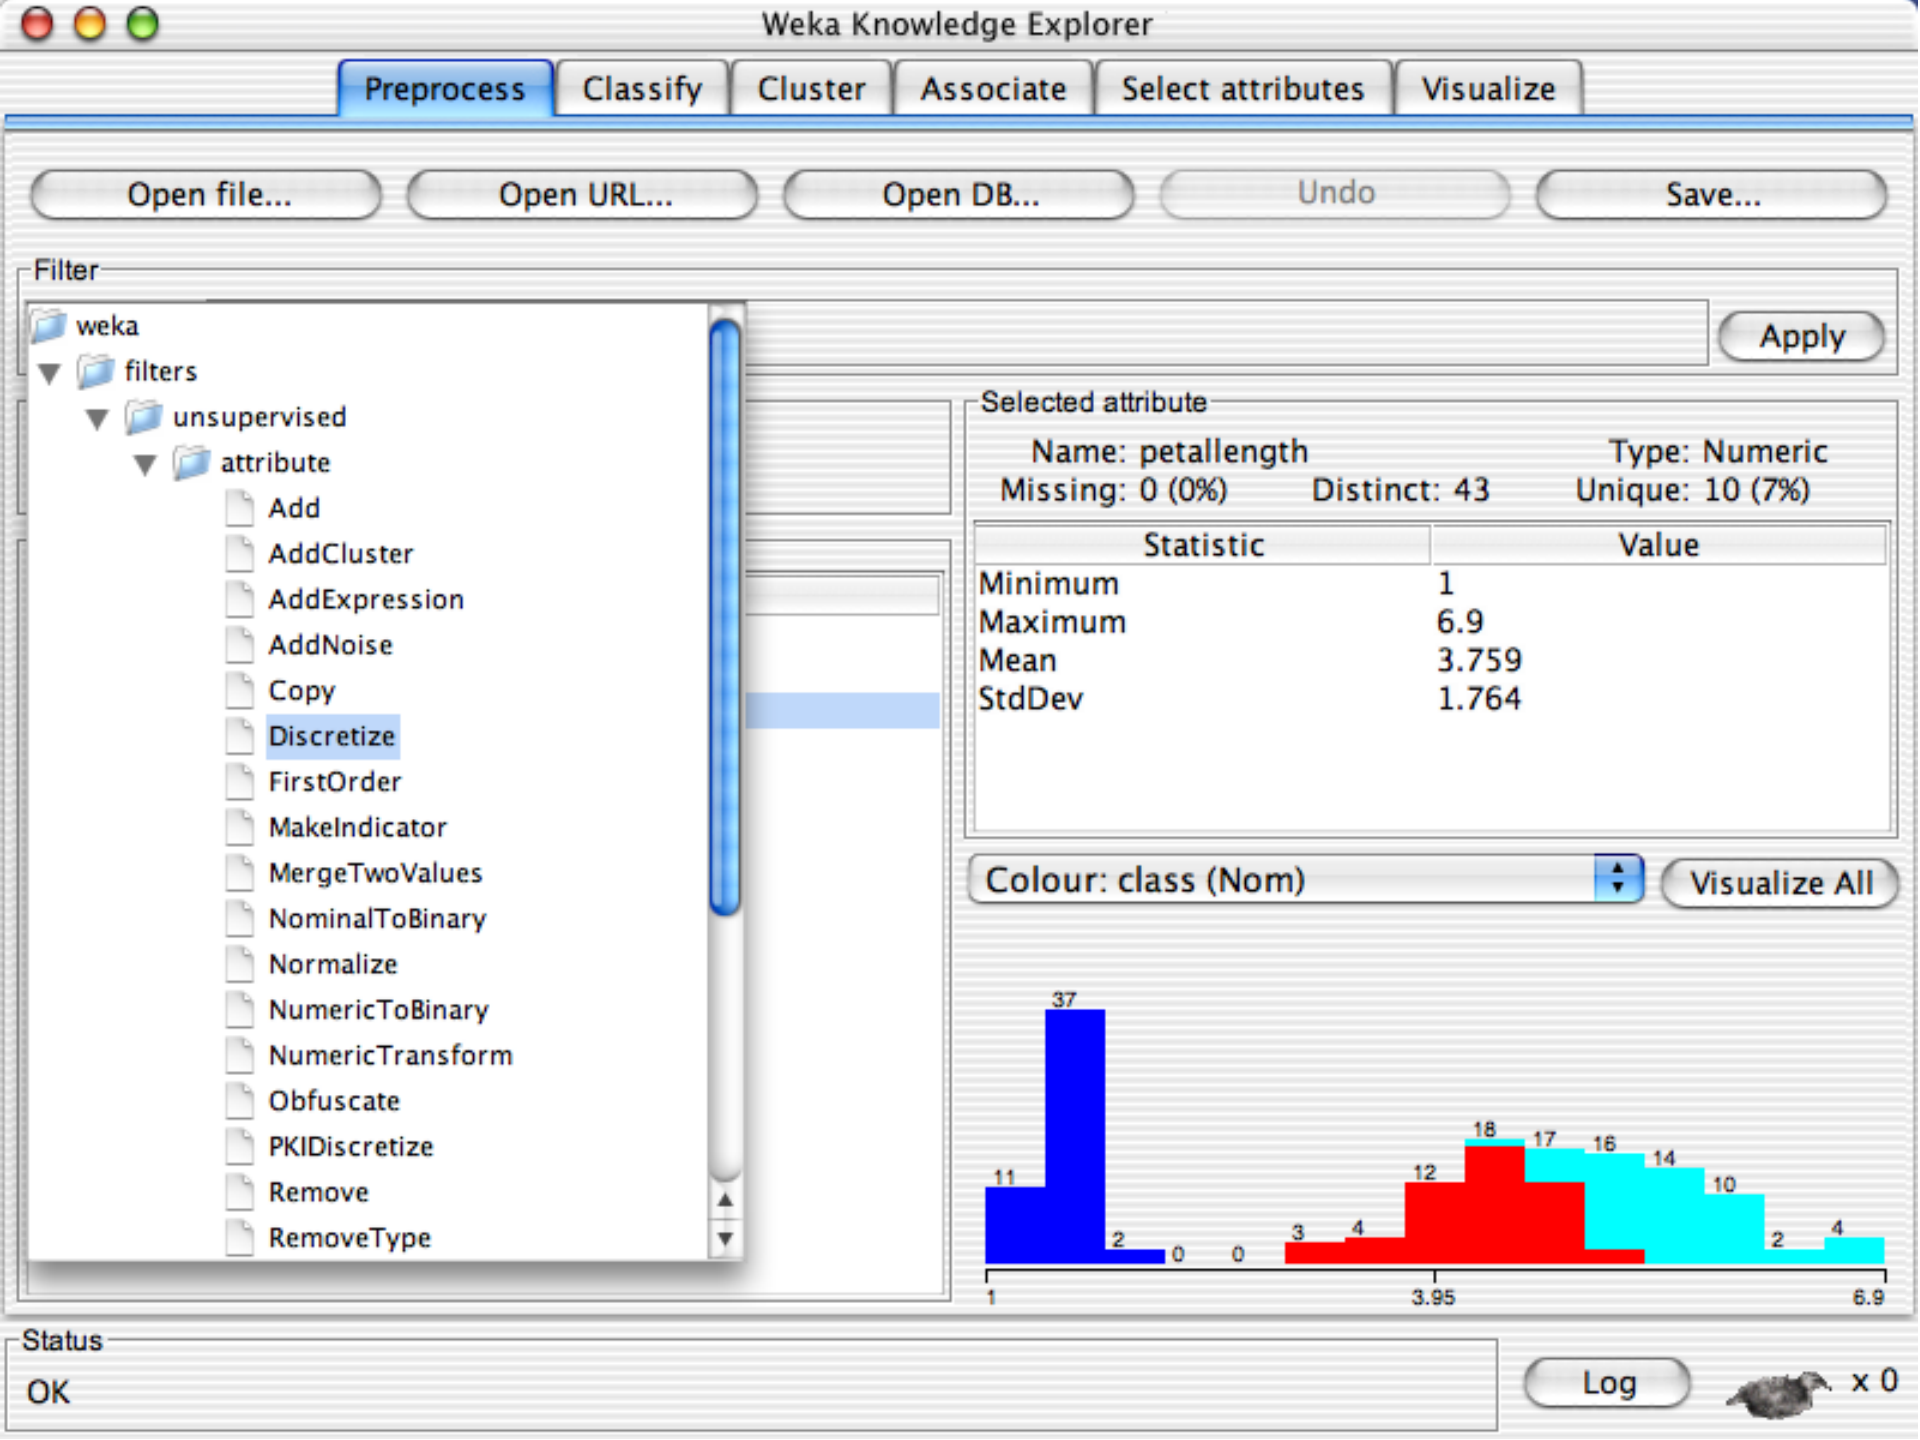 Weka Knowledge Explorer
Preprocess Classify Cluster Associate Select attributes Visualize
Open file... Open URL... Open DB... Undo Save...
Filter
weka
filters
unsupervised
attribute
Add
AddCluster
AddExpression
AddNoise
Copy
Discretize
FirstOrder
MakeIndicator
MergeTwoValues
NominalToBinary
Normalize
NumericToBinary
NumericTransform
Obfuscate
PKIDiscretize
Remove
RemoveType
Apply
Selected attribute
Name: petallength Type: Numeric
Missing: 0 (0%) Distinct: 43 Unique: 10 (7%)
Statistic Value
Minimum 1
Maximum 6.9
Mean 3.759
StdDev 1.764
Colour: class (Nom) Visualize All
11 37 2 0 0 3 4 12 18 17 16 14 10 2 4
1 3.95 6.9
Status
OK
Log x 0